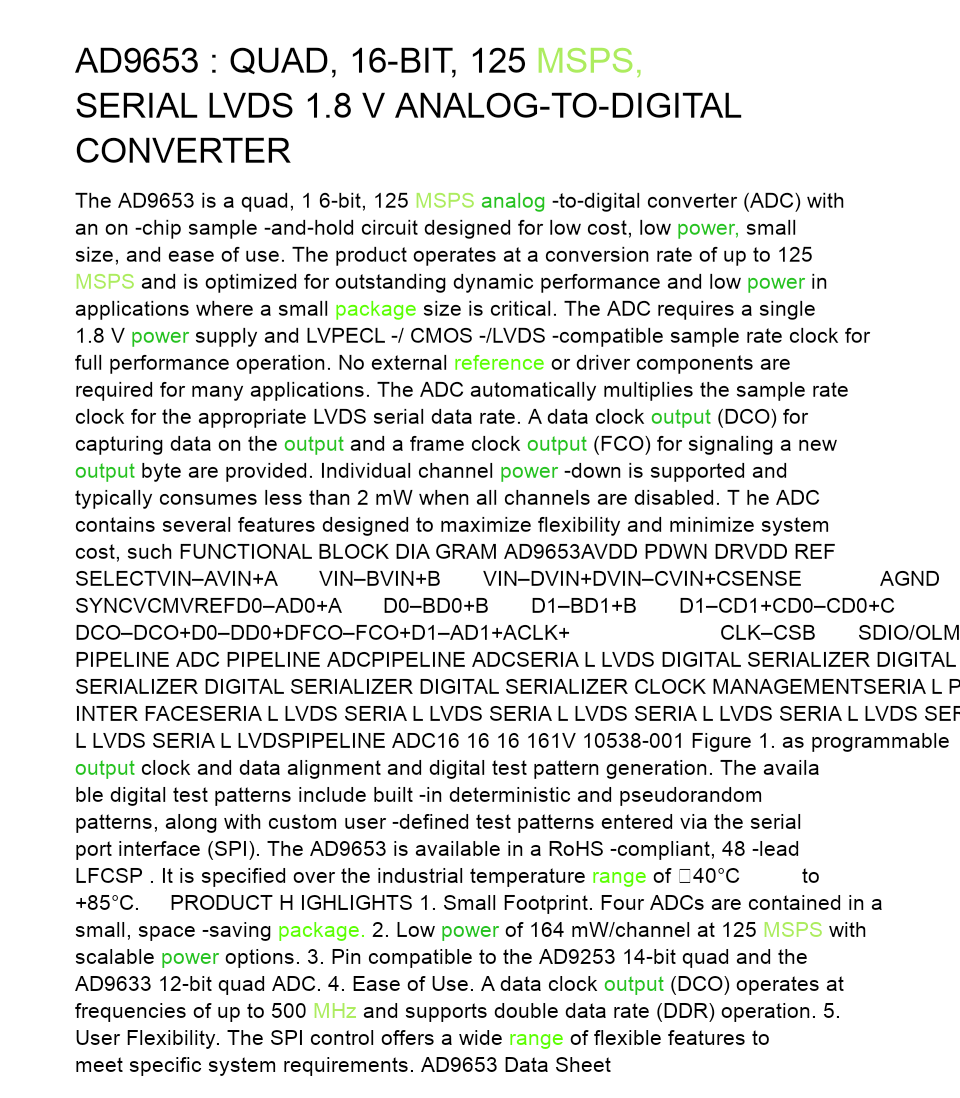 AD9653 : QUAD, 16-BIT, 125 MSPS,
SERIAL LVDS 1.8 V ANALOG-TO-DIGITAL
CONVERTER
The AD9653 is a quad, 1 6-bit, 125 MSPS analog -to-digital converter (ADC) with
an on -chip sample -and-hold circuit designed for low cost, low power, small
size, and ease of use. The product operates at a conversion rate of up to 125
MSPS and is optimized for outstanding dynamic performance and low power in
applications where a small package size is critical. The ADC requires a single
1.8 V power supply and LVPECL -/ CMOS -/LVDS -compatible sample rate clock for
full performance operation. No external reference or driver components are
required for many applications. The ADC automatically multiplies the sample rate
clock for the appropriate LVDS serial data rate. A data clock output (DCO) for
capturing data on the output and a frame clock output (FCO) for signaling a new
output byte are provided. Individual channel power -down is supported and
typically consumes less than 2 mW when all channels are disabled. T he ADC
contains several features designed to maximize flexibility and minimize system
cost, such FUNCTIONAL BLOCK DIA GRAM AD9653AVDD PDWN DRVDD REF
SELECTVIN–AVIN+A VIN–BVIN+B VIN–DVIN+DVIN–CVIN+CSENSE AGND
SYNCVCMVREFD0–AD0+A D0–BD0+B D1–BD1+B D1–CD1+CD0–CD0+C
DCO–DCO+D0–DD0+DFCO–FCO+D1–AD1+ACLK+ CLK–CSB SDIO/OLM
PIPELINE ADC PIPELINE ADCPIPELINE ADCSERIA L LVDS DIGITAL SERIALIZER DIGITAL
SERIALIZER DIGITAL SERIALIZER DIGITAL SERIALIZER CLOCK MANAGEMENTSERIA L P
INTER FACESERIA L LVDS SERIA L LVDS SERIA L LVDS SERIA L LVDS SERIA L LVDS SER
L LVDS SERIA L LVDSPIPELINE ADC16 16 16 161V 10538-001 Figure 1. as programmable
output clock and data alignment and digital test pattern generation. The availa
ble digital test patterns include built -in deterministic and pseudorandom
patterns, along with custom user -defined test patterns entered via the serial
port interface (SPI). The AD9653 is available in a RoHS -compliant, 48 -lead
LFCSP . It is specified over the industrial temperature range of 40°C to
+85°C. PRODUCT H IGHLIGHTS 1. Small Footprint. Four ADCs are contained in a
small, space -saving package. 2. Low power of 164 mW/channel at 125 MSPS with
scalable power options. 3. Pin compatible to the AD9253 14-bit quad and the
AD9633 12-bit quad ADC. 4. Ease of Use. A data clock output (DCO) operates at
frequencies of up to 500 MHz and supports double data rate (DDR) operation. 5.
User Flexibility. The SPI control offers a wide range of flexible features to
meet specific system requirements. AD9653 Data Sheet